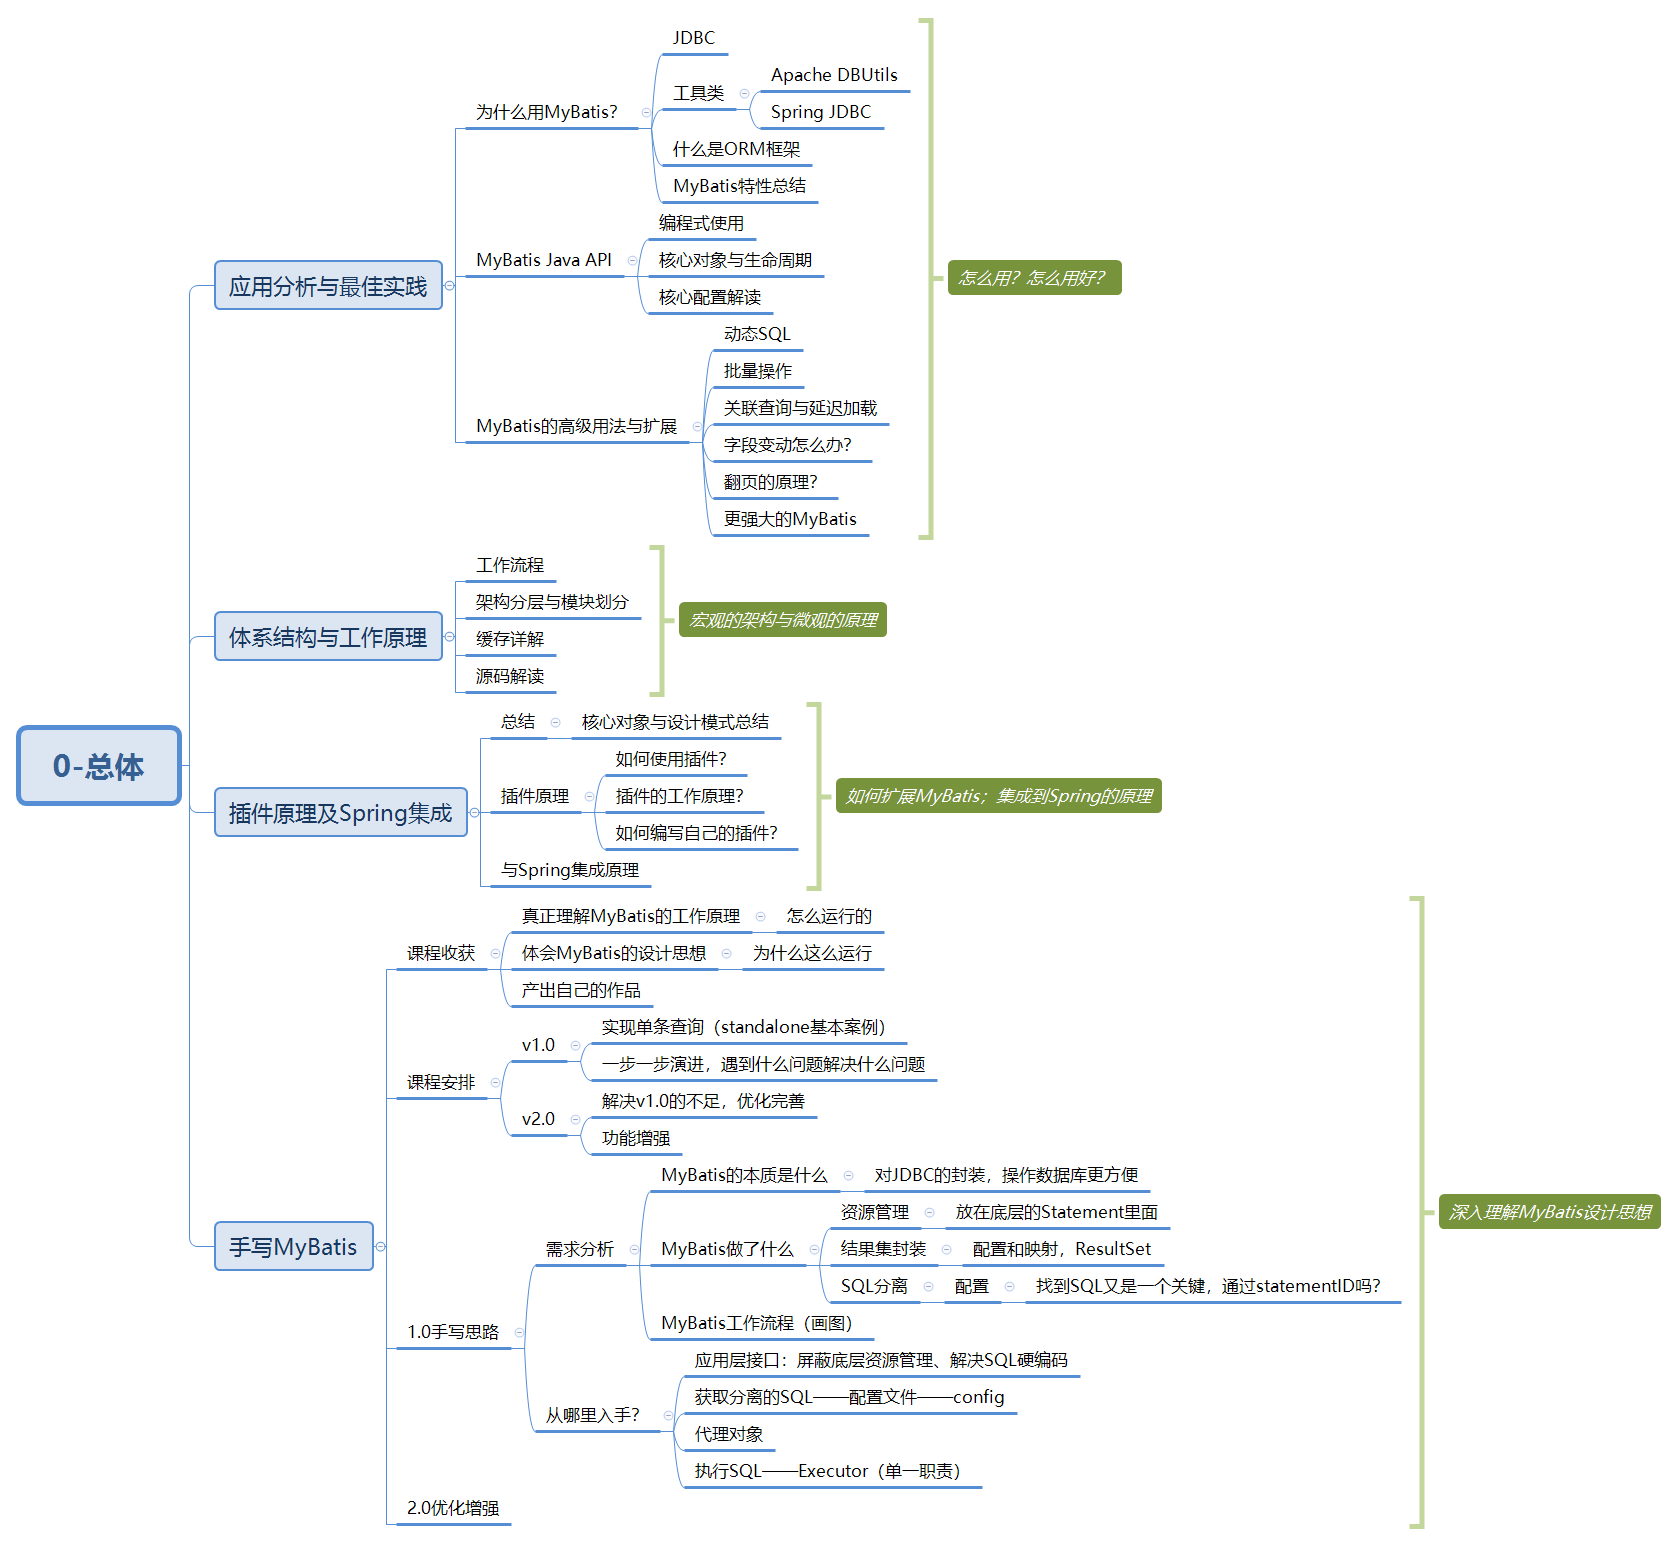 0-总体
应用分析与最佳实践
为什么用MyBatis?
JDBC
工具类
Apache DBUtils
Spring JDBC
什么是ORM框架
MyBatis特性总结
MyBatis Java API
编程式使用
核心对象与生命周期
核心配置解读
MyBatis的高级用法与扩展
动态SQL
批量操作
关联查询与延迟加载
字段变动怎么办?
翻页的原理?
更强大的MyBatis
怎么用？怎么用好？
体系结构与工作原理
工作流程
架构分层与模块划分
缓存详解
源码解读
宏观的架构与微观的原理
插件原理及Spring集成
总结
核心对象与设计模式总结
插件原理
如何使用插件?
插件的工作原理?
如何编写自己的插件?
与Spring集成原理
如何扩展MyBatis；集成到Spring的原理
手写MyBatis
课程收获
真正理解MyBatis的工作原理
怎么运行的
体会MyBatis的设计思想
为什么这么运行
产出自己的作品
课程安排
v1.0
实现单条查询（standalone基本案例）
一步一步演进，遇到什么问题解决什么问题
v2.0
解决v1.0的不足，优化完善
功能增强
1.0手写思路
需求分析
MyBatis的本质是什么
对JDBC的封装，操作数据库更方便
MyBatis做了什么
资源管理
放在底层的Statement里面
结果集封装
配置和映射，ResultSet
SQL分离
配置
找到SQL又是一个关键，通过statementID吗？
MyBatis工作流程（画图）
从哪里入手？
应用层接口：屏蔽底层资源管理、解决SQL硬编码
获取分离的SQL——配置文件——config
代理对象
执行SQL——Executor（单一职责）
2.0优化增强
深入理解MyBatis设计思想